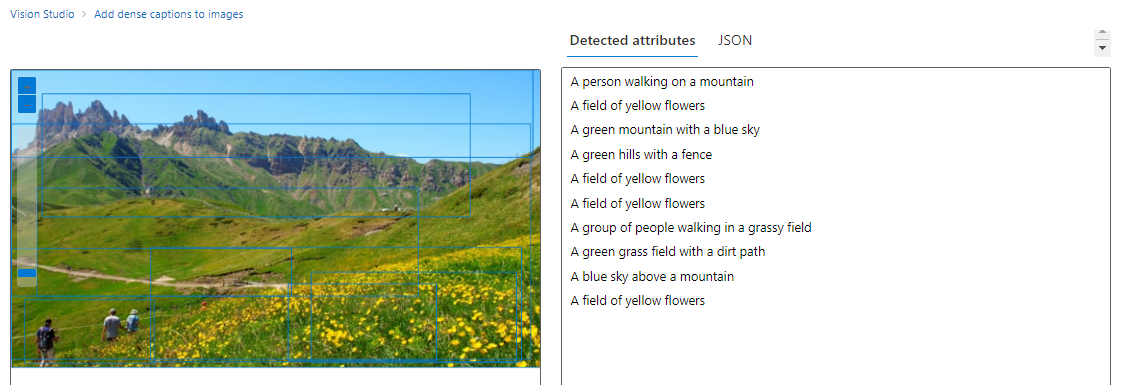 Vision Studio > Add dense captions to images
Detected attributes JSON
A person walking on a mountain
A field of yellow flowers
A green mountain with a blue sky
A green hills with a fence
A field of yellow flowers
A field of yellow flowers
A group of people walking in a grassy field
A green grass field with a dirt path
A blue sky above a mountain
A field of yellow flowers